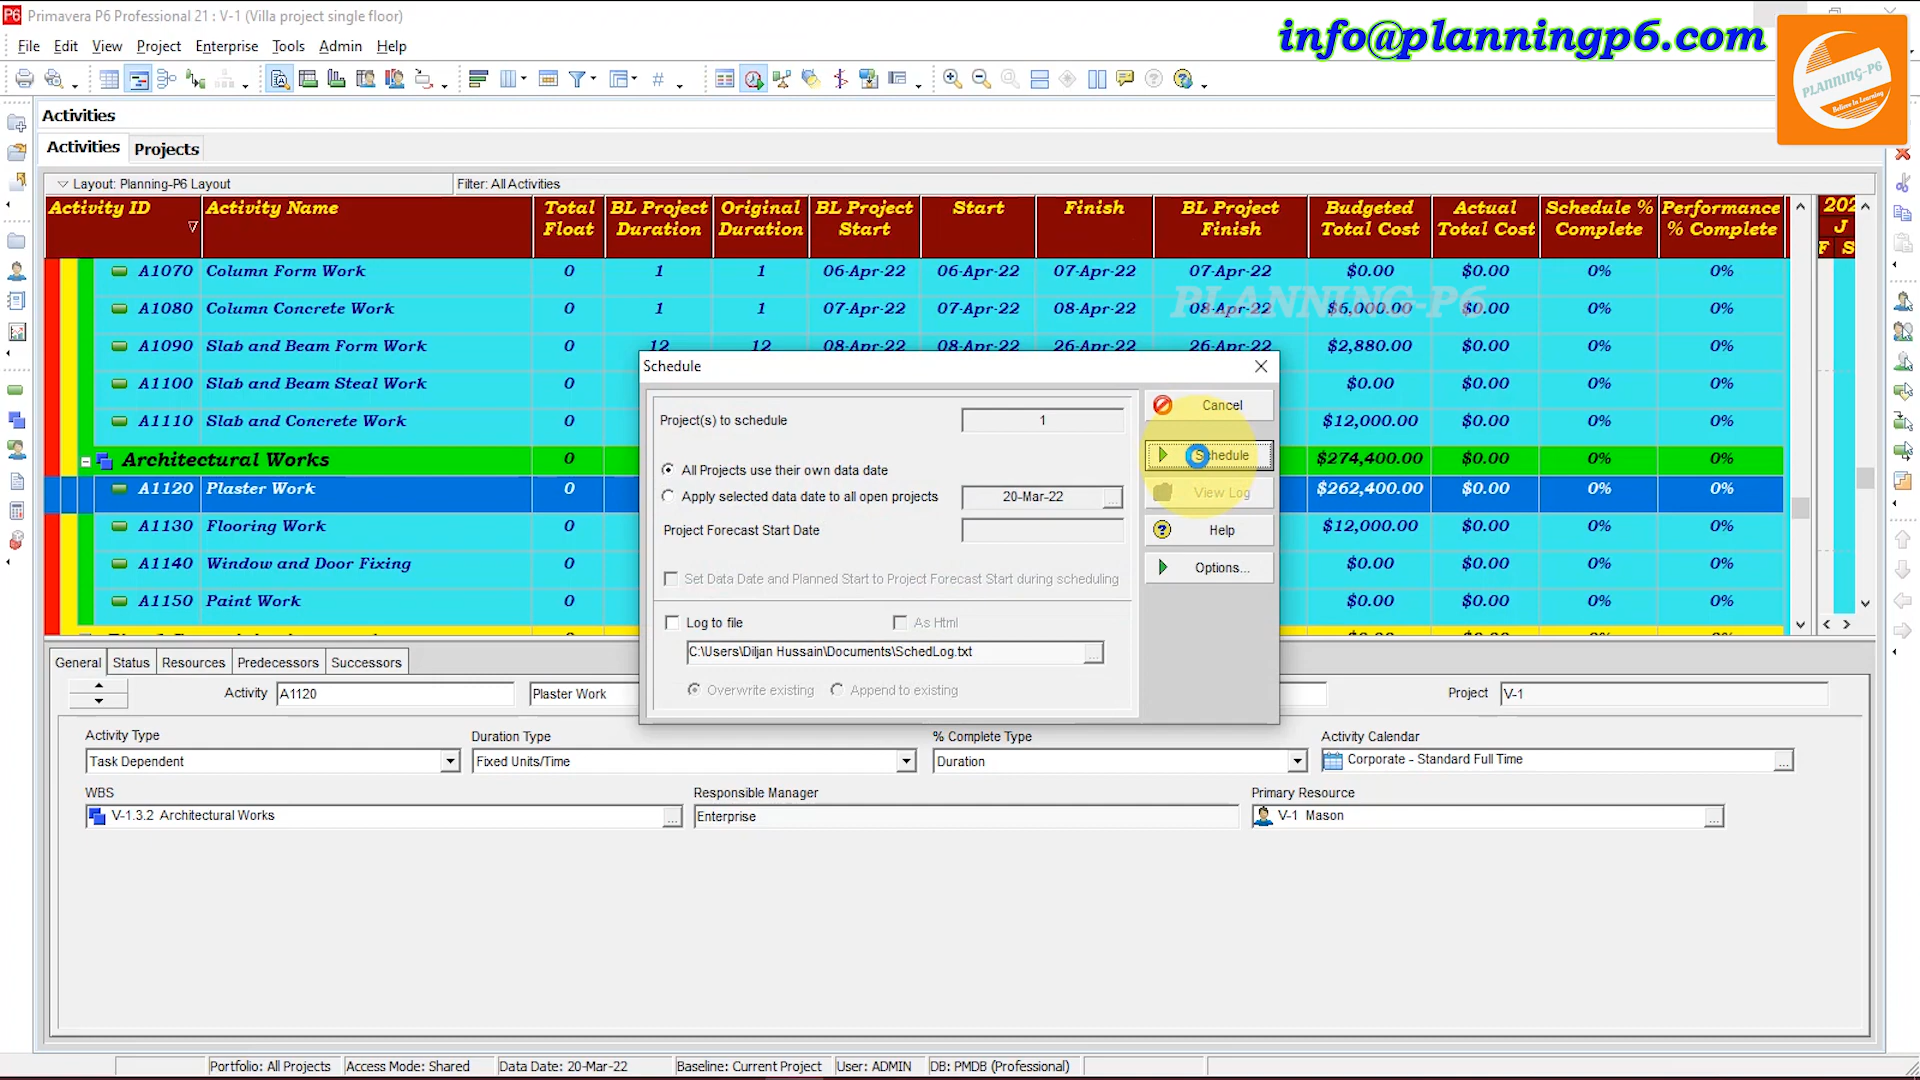 Primavera P6 Professional 21 : V-1 (Villa project single floor)
info@planningp6.com
PLANNING-P6
Believe In Learning
File Edit View Project Enterprise Tools Admin Help
Activities
Activities Projects
Layout: Planning-P6 Layout Filter: All Activities
Activity ID Activity Name Total Float BL Project Duration Original Duration BL Project Start Start Finish BL Project Finish Budgeted Total Cost Actual Total Cost Schedule % Complete Performance % Complete 202
J
F S
A1070 Column Form Work 0 1 1 06-Apr-22 06-Apr-22 07-Apr-22 07-Apr-22 $0.00 $0.00 0% 0%
PLANNING-P6
A1080 Column Concrete Work 0 1 1 07-Apr-22 07-Apr-22 08-Apr-22 08-Apr-22 $6,000.00 $0.00 0% 0%
A1090 Slab and Beam Form Work 0 12 12 08-Apr-22 08-Apr-22 26-Apr-22 26-Apr-22 $2,880.00 $0.00 0% 0%
A1100 Slab and Beam Steal Work 0 $0.00 $0.00 0% 0%
A1110 Slab and Concrete Work 0 $12,000.00 $0.00 0% 0%
Architectural Works 0 $274,400.00 $0.00 0% 0%
A1120 Plaster Work 0 $262,400.00 $0.00 0% 0%
A1130 Flooring Work 0 $12,000.00 $0.00 0% 0%
A1140 Window and Door Fixing 0 $0.00 $0.00 0% 0%
A1150 Paint Work 0 $0.00 $0.00 0% 0%
Schedule
Project(s) to schedule 1
All Projects use their own data date
Apply selected data date to all open projects 20-Mar-22 ...
Project Forecast Start Date
Set Data Date and Planned Start to Project Forecast Start during scheduling
Log to file As Html
C:\Users\Diljan Hussain\Documents\SchedLog.txt ...
Overwrite existing Append to existing
Cancel
Schedule
View Log
Help
Options...
General Status Resources Predecessors Successors
Activity A1120 Plaster Work Project V-1
Activity Type Duration Type % Complete Type Activity Calendar
Task Dependent Fixed Units/Time Duration Corporate - Standard Full Time ...
WBS Responsible Manager Primary Resource
V-1.3.2 Architectural Works ... Enterprise V-1 Mason ...
Portfolio: All Projects Access Mode: Shared Data Date: 20-Mar-22 Baseline: Current Project User: ADMIN DB: PMDB (Professional)